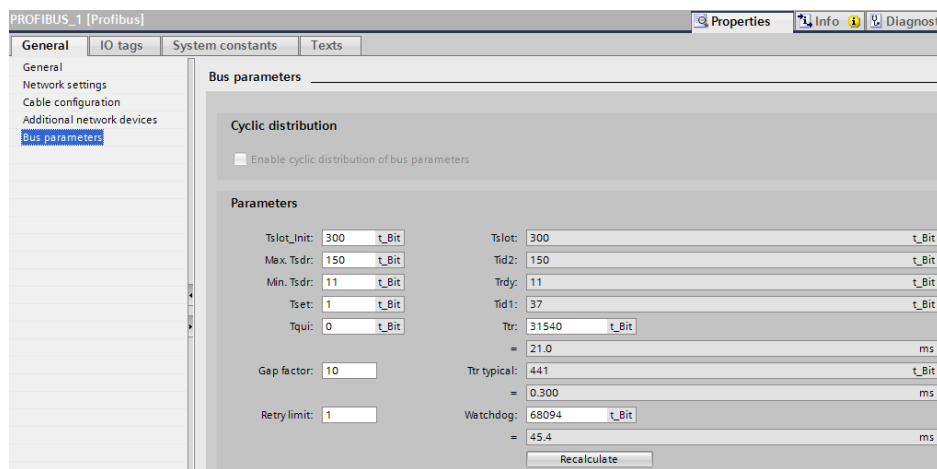 PROFIBUS_1 [Profibus]
Properties Info Diagnost
General IO tags System constants Texts
General
Network settings
Cable configuration
Additional network devices
Bus parameters
Bus parameters
Cyclic distribution
Enable cyclic distribution of bus parameters
Parameters
Tslot_Init: 300 t_Bit Tslot: 300 t_Bit
Max. Tsdr: 150 t_Bit Tid2: 150 t_Bit
Min. Tsdr: 11 t_Bit Trdy: 11 t_Bit
Tset: 1 t_Bit Tid1: 37 t_Bit
Tqui: 0 t_Bit Ttr: 31540 t_Bit
= 21.0 ms
Gap factor: 10 Ttr typical: 441 t_Bit
= 0.300 ms
Retry limit: 1 Watchdog: 68094 t_Bit
= 45.4 ms
Recalculate